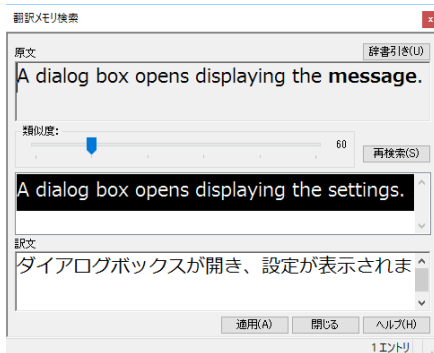 翻訳メモリ検索
原文
辞書引き(U)
A dialog box opens displaying the message.
類似度:
60
再検索(S)
A dialog box opens displaying the settings.
訳文
ダイアログボックスが開き、設定が表示されま
適用(A) 閉じる ヘルプ(H)
1 エントリ